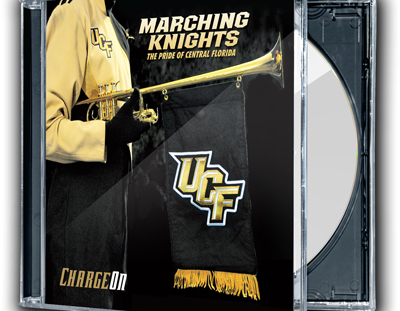 MARCHING
KNIGHTS
THE PRIDE OF CENTRAL FLORIDA
UCF
UCF
CHARGEON